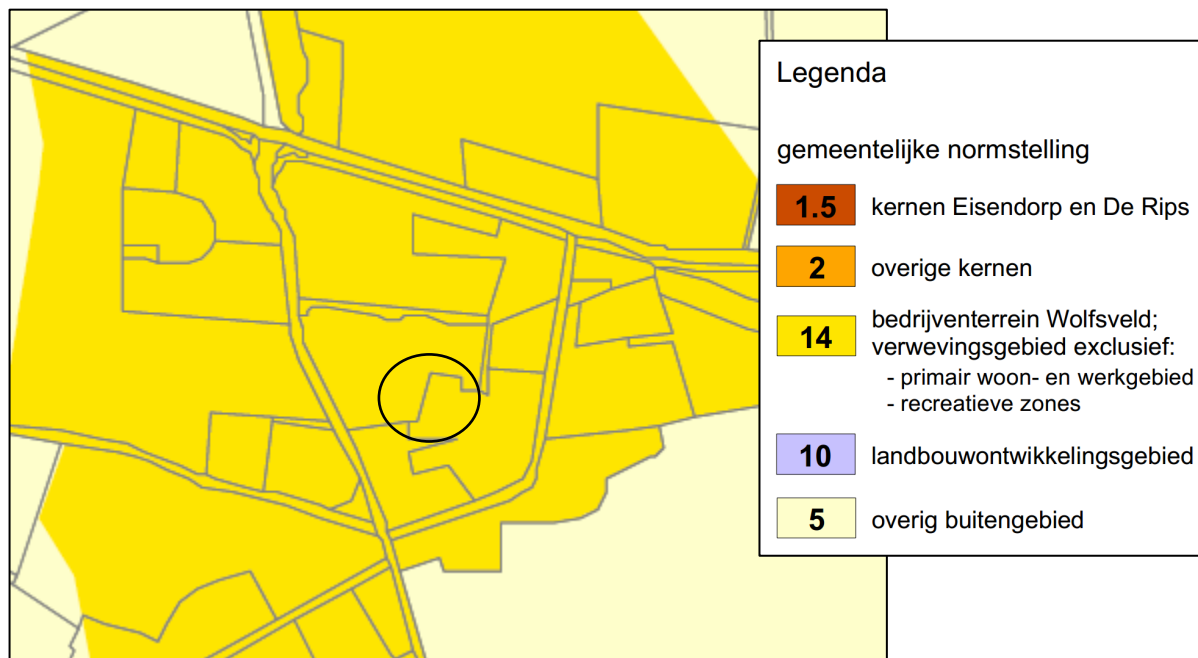 Legenda
gemeentelijke normstelling
1.5 kernen Eisendorp en De Rips
2 overige kernen
14 bedrijventerrein Wolfsveld;
verwevingsgebied exclusief:
- primair woon- en werkgebied
- recreatieve zones
10 landbouwontwikkelingsgebied
5 overig buitengebied